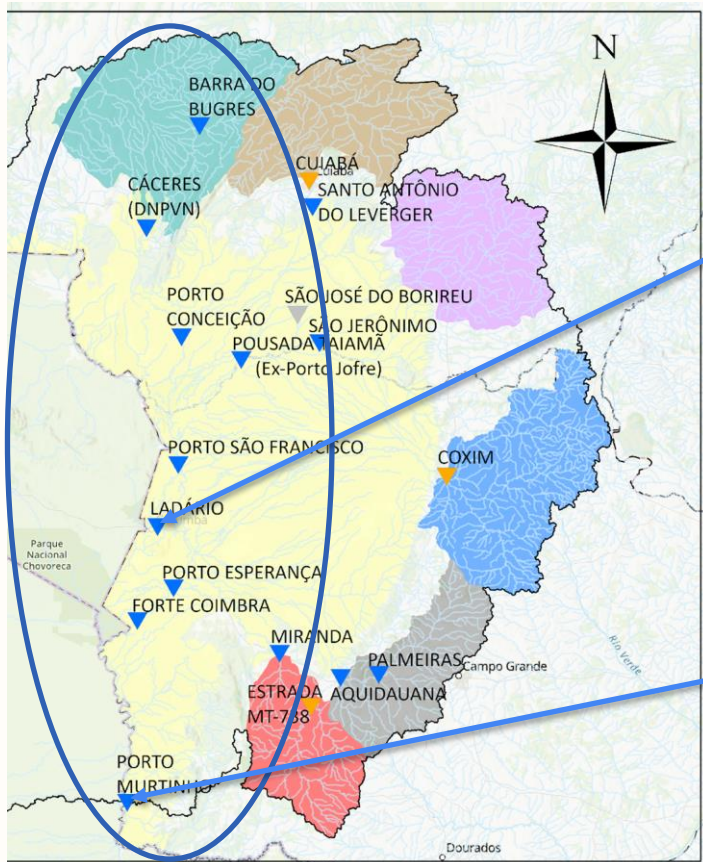 N
BARRA DO
BUGRES
CUIABÁ
Cuiabá
CÁCERES
(DNPVN)
SANTO ANTÔNIO
DO LEVERGER
PORTO
CONCEIÇÃO
SÃO JOSÉ DO BORIREU
SÃO JERÔNIMO
POUSADA TAIAMÃ
(Ex-Porto Jofre)
PORTO SÃO FRANCISCO
COXIM
LADÁRIO
Parque
Nacional
Chovoreca
PORTO ESPERANÇA
FORTE COIMBRA
Rio Verde
MIRANDA
PALMEIRAS
Campo Grande
AQUIDAUANA
ESTRADA
MT-738
PORTO
MURTINHO
Dourados